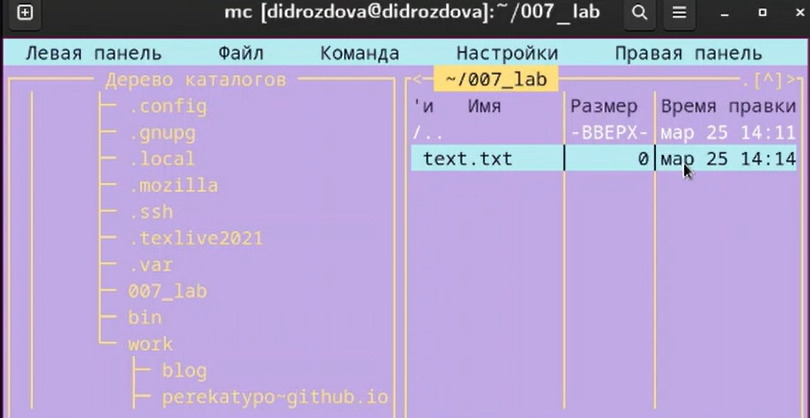 mc [didrozdova@didrozdova]:~/007_lab
Левая панель Файл Команда Настройки Правая панель
Дерево каталогов
.config
.gnupg
.local
.mozilla
.ssh
.texlive2021
.var
007_lab
bin
work
blog
perekatypo~github.io
<- ~/007_lab .[^]>
'и Имя Размер Время правки
/.. -ВВЕРХ- мар 25 14:11
text.txt 0 мар 25 14:14